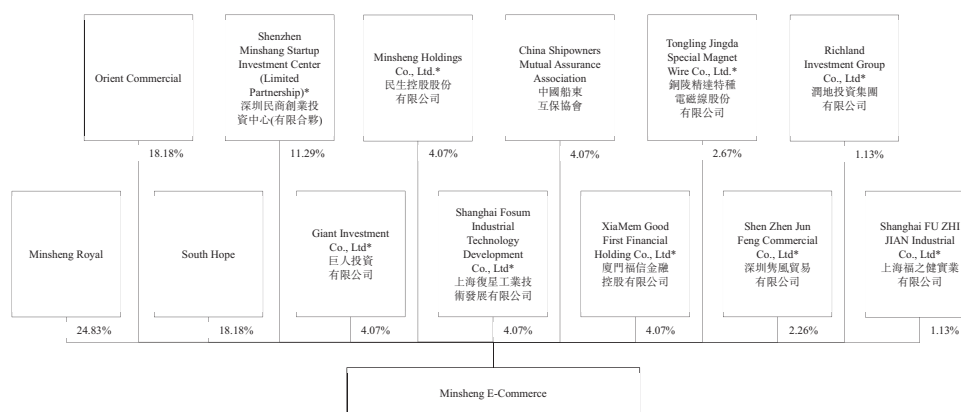 Orient Commercial
Shenzhen
Minshang Startup
Investment Center
(Limited
Partnership)*
深圳民商創業投
資中心(有限合夥)
Minsheng Holdings
Co., Ltd.*
民生控股股份
有限公司
China Shipowners
Mutual Assurance
Association
中國船東
互保協會
Tongling Jingda
Special Magnet
Wire Co., Ltd.*
銅陵精達特種
電磁線股份
有限公司
Richland
Investment Group
Co., Ltd*
潤地投資集團
有限公司
18.18%
11.29%
4.07%
4.07%
2.67%
1.13%
Minsheng Royal
South Hope
Giant Investment
Co., Ltd*
巨人投資
有限公司
Shanghai Fosum
Industrial
Technology
Development
Co., Ltd*
上海復星工業技
術發展有限公司
XiaMem Good
First Financial
Holding Co., Ltd*
廈門福信金融
控股有限公司
Shen Zhen Jun
Feng Commercial
Co., Ltd*
深圳隽風貿易
有限公司
Shanghai FU ZHI
JIAN Industrial
Co., Ltd*
上海福之健實業
有限公司
24.83%
18.18%
4.07%
4.07%
4.07%
2.26%
1.13%
Minsheng E-Commerce